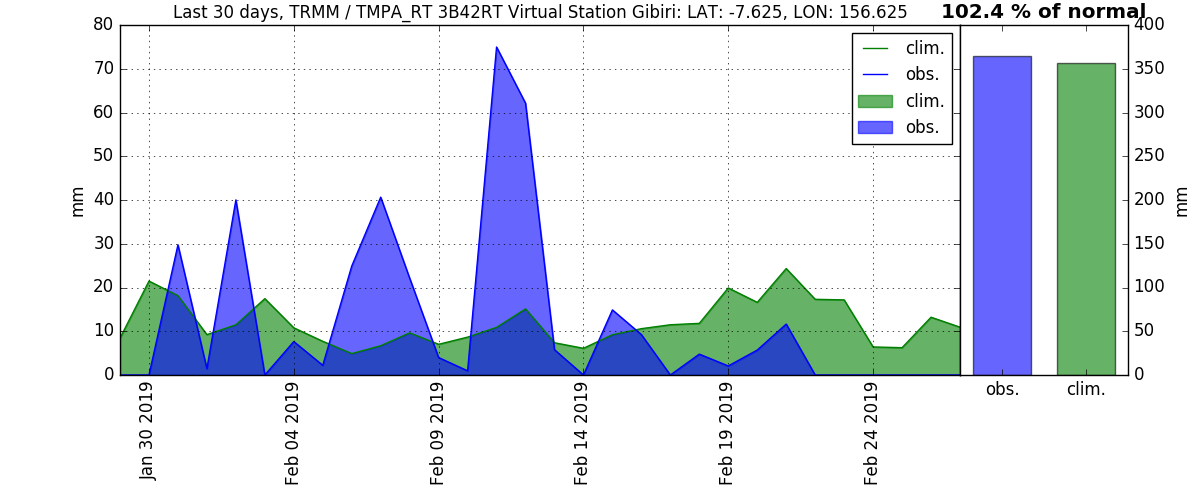 Last 30 days, TRMM / TMPA_RT 3B42RT Virtual Station Gibiri: LAT: -7.625, LON: 156.625
102.4 % of normal
80
70
60
50
40
30
20
10
0
mm
clim.
obs.
clim.
obs.
400
350
300
250
200
150
100
50
0
mm
Jan 30 2019
Feb 04 2019
Feb 09 2019
Feb 14 2019
Feb 19 2019
Feb 24 2019
obs.
clim.